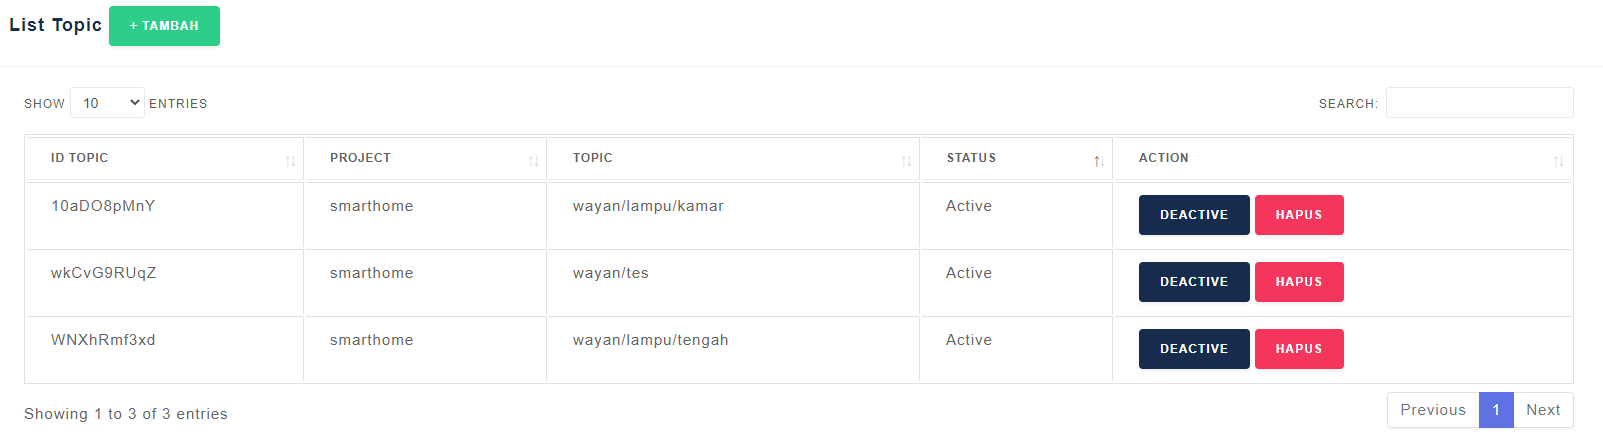 List Topic + TAMBAH
SHOW 10 ENTRIES SEARCH:
ID TOPIC PROJECT TOPIC STATUS ACTION
10aDO8pMnY smarthome wayan/lampu/kamar Active DEACTIVE HAPUS
wkCvG9RUqZ smarthome wayan/tes Active DEACTIVE HAPUS
WNXhRmf3xd smarthome wayan/lampu/tengah Active DEACTIVE HAPUS
Showing 1 to 3 of 3 entries Previous 1 Next